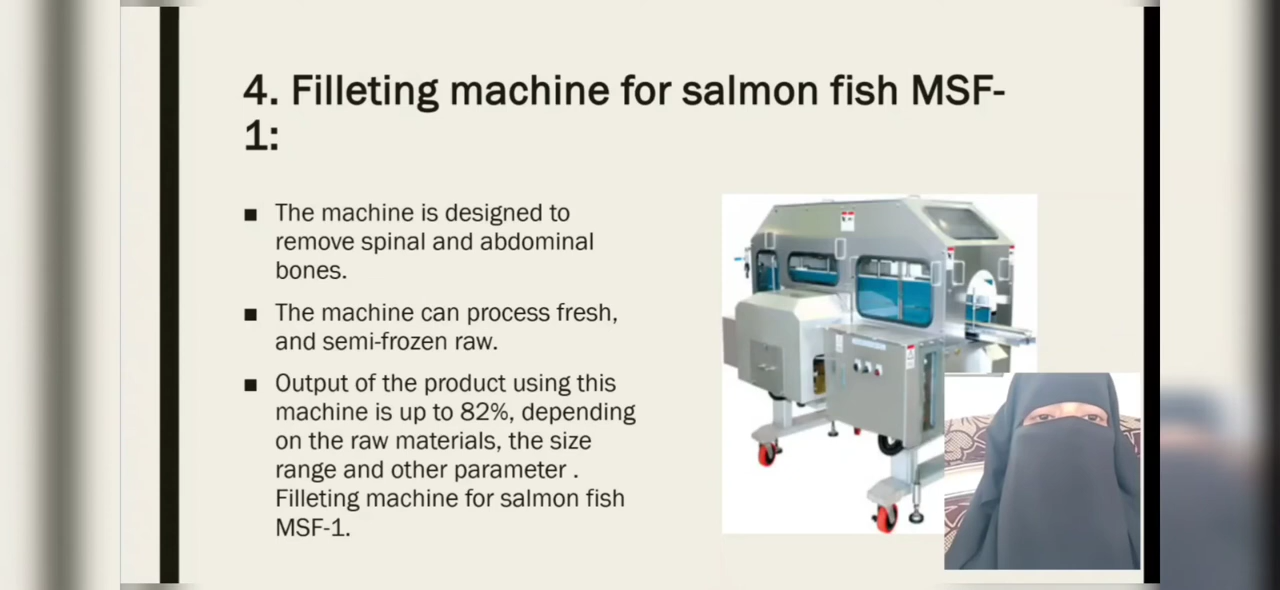 4. Filleting machine for salmon fish MSF-
1:
■ The machine is designed to
remove spinal and abdominal
bones.
■ The machine can process fresh,
and semi-frozen raw.
■ Output of the product using this
machine is up to 82%, depending
on the raw materials, the size
range and other parameter .
Filleting machine for salmon fish
MSF-1.